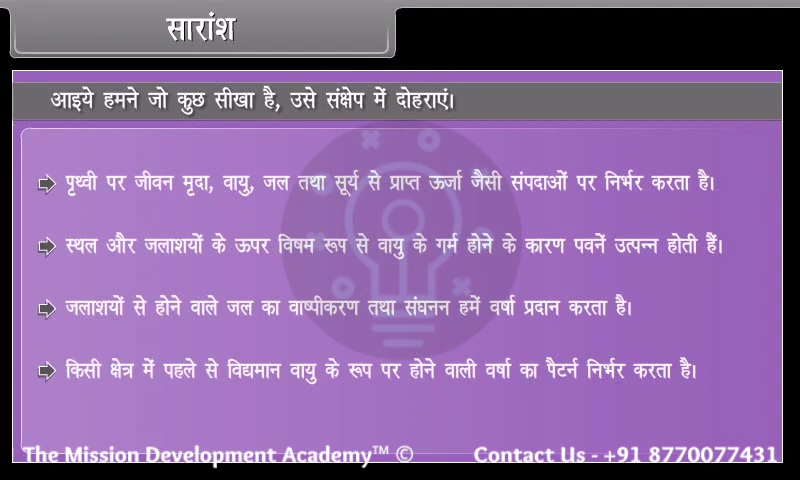 सारांश
आइये हमने जो कुछ सीखा है, उसे संक्षेप में दोहराएं।
पृथ्वी पर जीवन मृदा, वायु, जल तथा सूर्य से प्राप्त ऊर्जा जैसी संपदाओं पर निर्भर करता है।
स्थल और जलाशयों के ऊपर विषम रूप से वायु के गर्म होने के कारण पवनें उत्पन्न होती हैं।
जलाशयों से होने वाले जल का वाष्पीकरण तथा संघनन हमें वर्षा प्रदान करता है।
किसी क्षेत्र में पहले से विद्यमान वायु के रूप पर होने वाली वर्षा का पैटर्न निर्भर करता है।
The Mission Development Academy™ © Contact Us - +91 8770077431